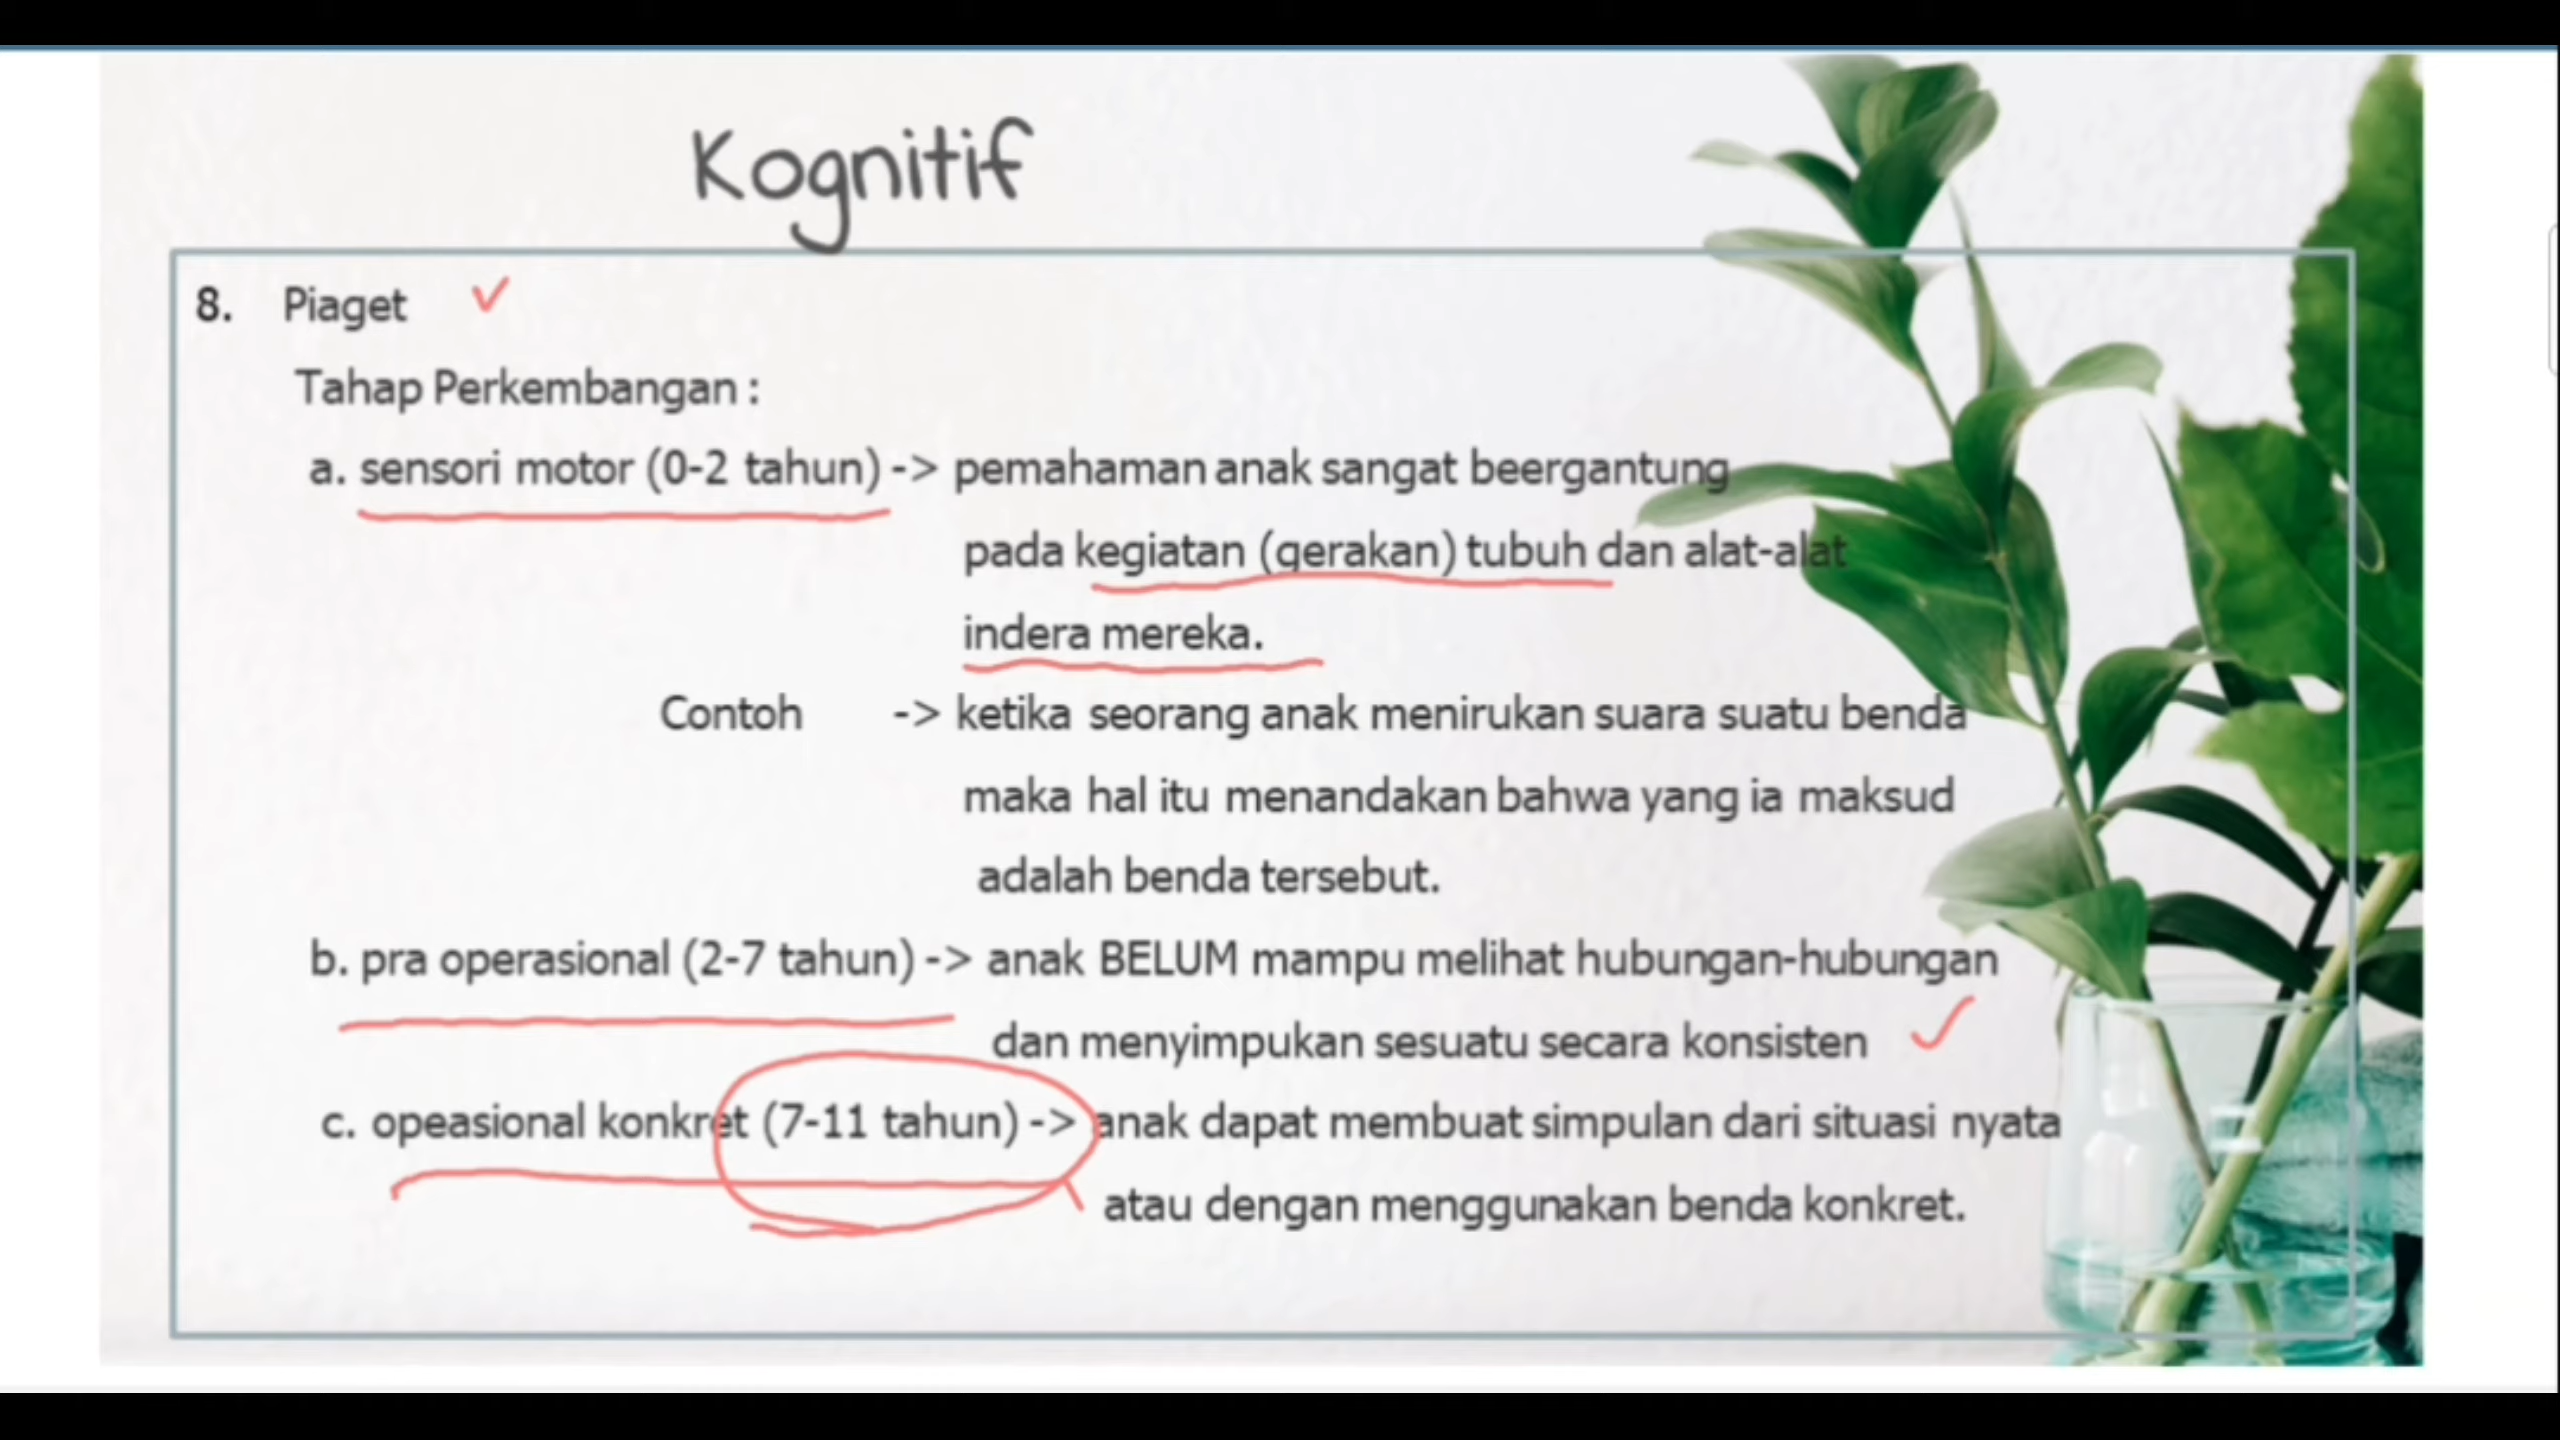 Kognitif
8. Piaget
Tahap Perkembangan :
a. sensori motor (0-2 tahun) -> pemahaman anak sangat beergantung
pada kegiatan (gerakan) tubuh dan alat-alat
indera mereka.
Contoh -> ketika seorang anak menirukan suara suatu benda
maka hal itu menandakan bahwa yang ia maksud
adalah benda tersebut.
b. pra operasional (2-7 tahun) -> anak BELUM mampu melihat hubungan-hubungan
dan menyimpukan sesuatu secara konsisten
c. opeasional konkret (7-11 tahun) -> anak dapat membuat simpulan dari situasi nyata
atau dengan menggunakan benda konkret.